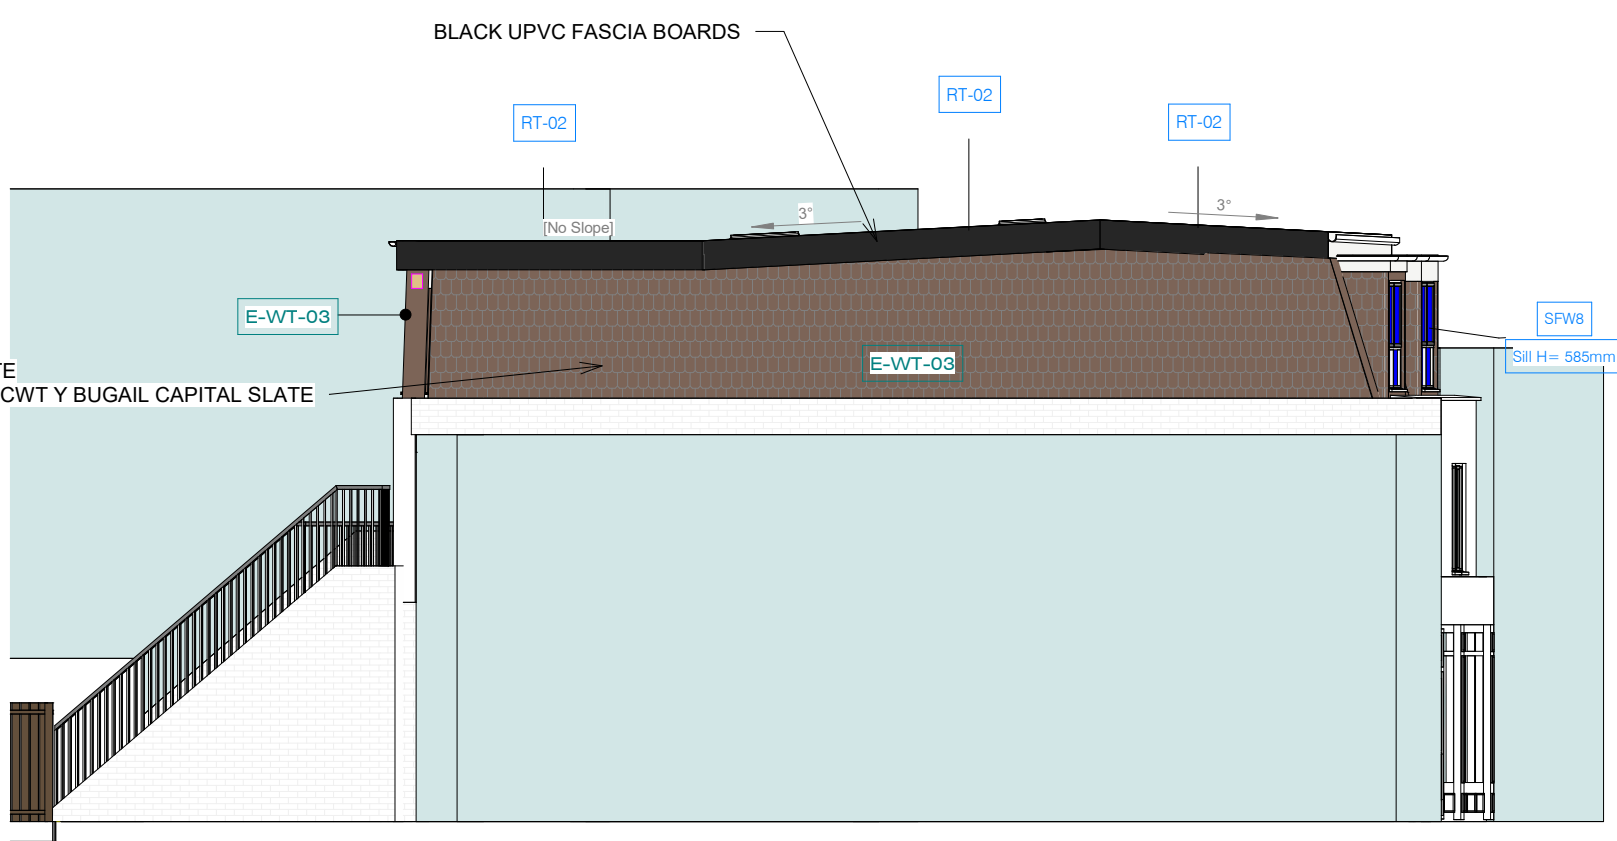 BLACK UPVC FASCIA BOARDS
RT-02
RT-02
RT-02
3°
3°
[No Slope]
E-WT-03
SFW8
Sill H= 585mm
E-WT-03
TE
CWT Y BUGAIL CAPITAL SLATE